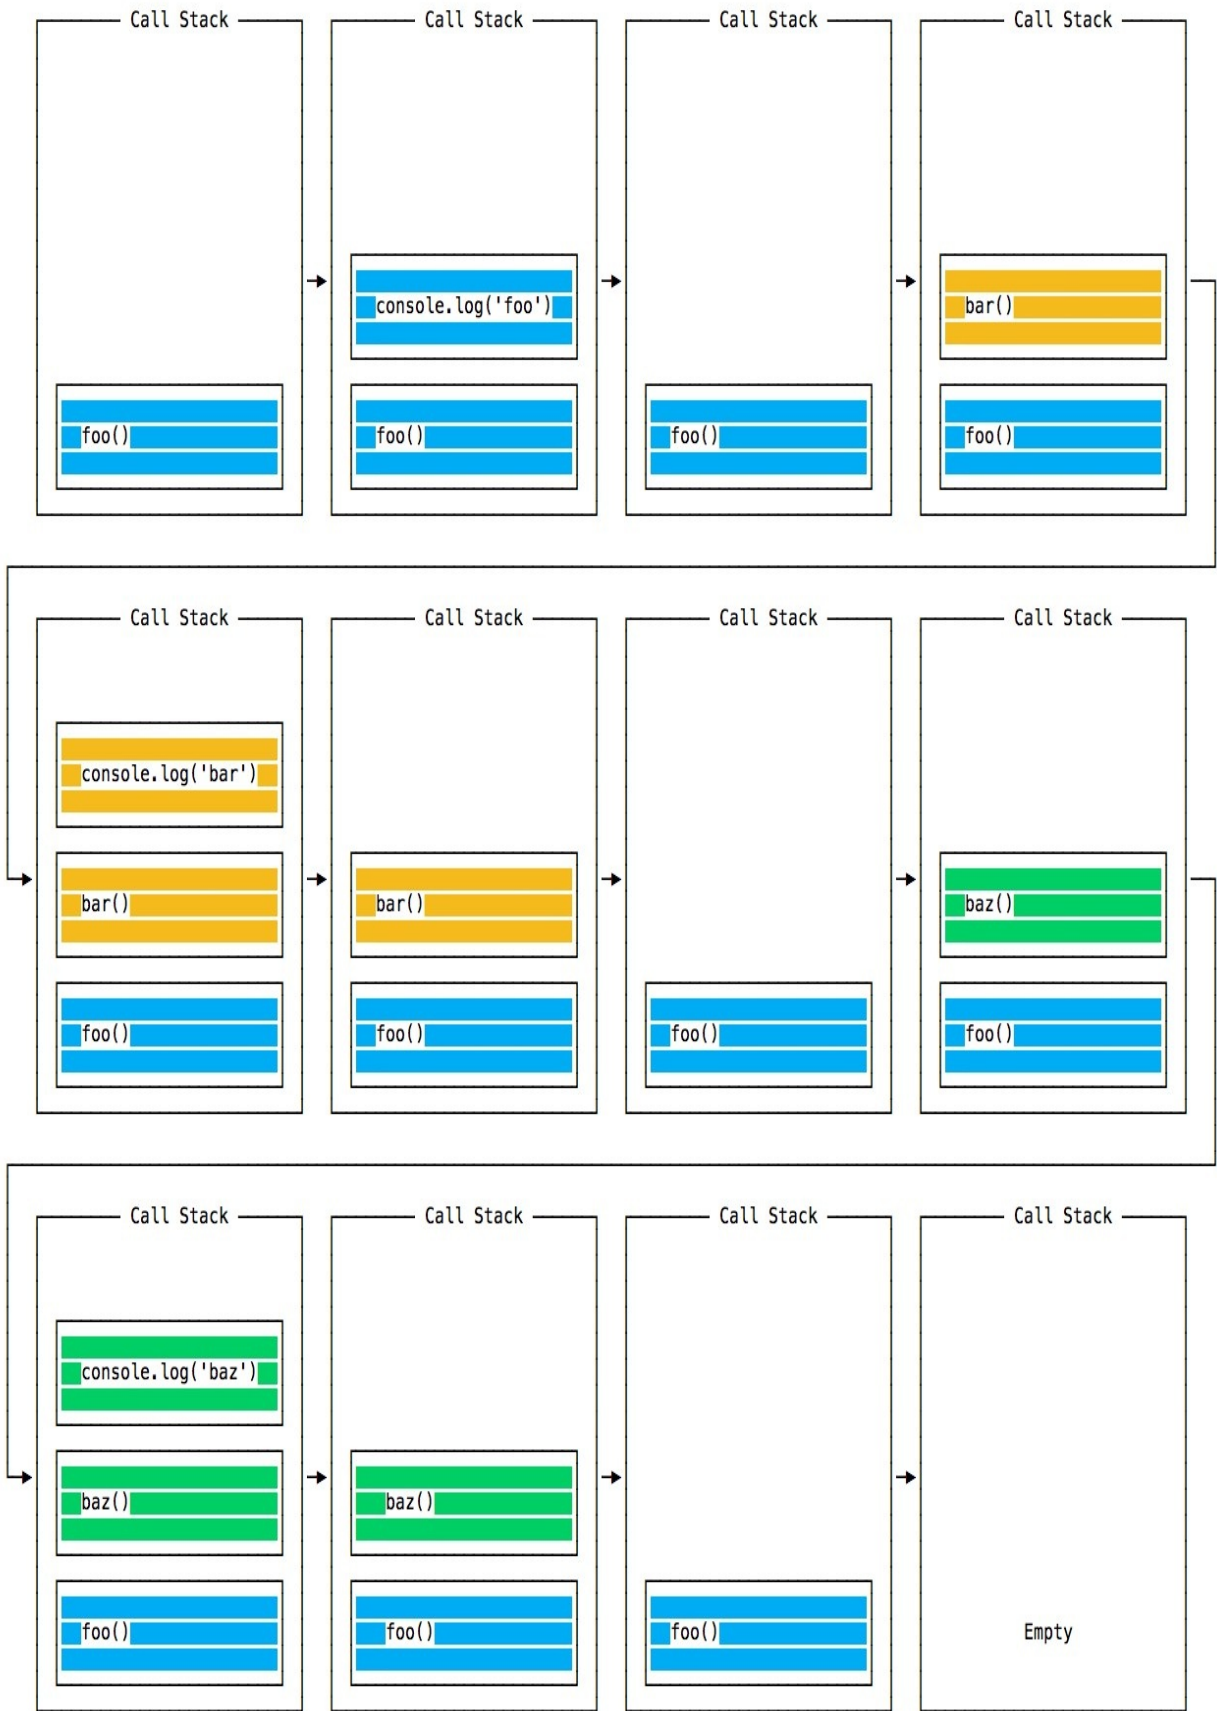 Call Stack
Call Stack
Call Stack
Call Stack
console.log('foo')
bar()
foo()
foo()
foo()
foo()
Call Stack
Call Stack
Call Stack
Call Stack
console.log('bar')
bar()
bar()
baz()
foo()
foo()
foo()
foo()
Call Stack
Call Stack
Call Stack
Call Stack
console.log('baz')
baz()
baz()
foo()
foo()
foo()
Empty